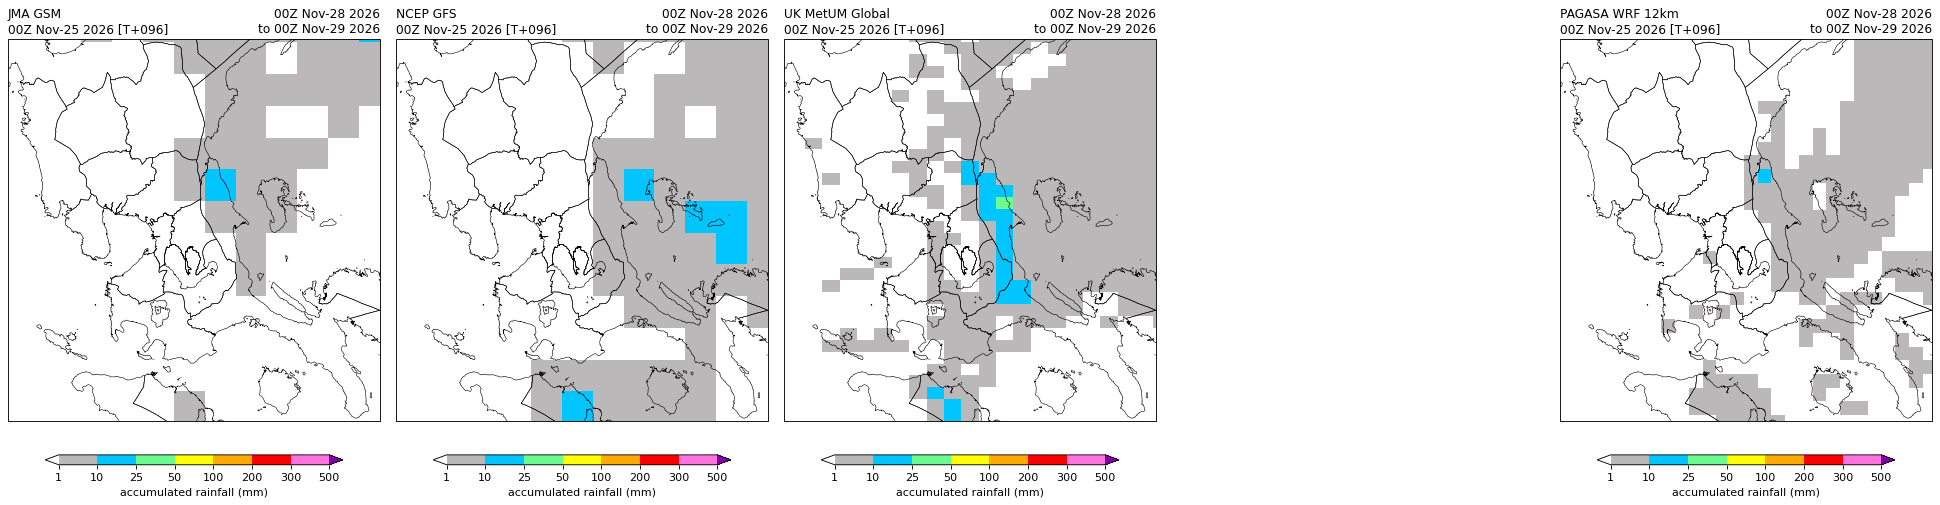 JMA GSM
00Z Nov-28 2026
00Z Nov-25 2026 [T+096]
to 00Z Nov-29 2026
1 10 25 50 100 200 300 500
accumulated rainfall (mm)
NCEP GFS
00Z Nov-28 2026
00Z Nov-25 2026 [T+096]
to 00Z Nov-29 2026
1 10 25 50 100 200 300 500
accumulated rainfall (mm)
UK MetUM Global
00Z Nov-28 2026
00Z Nov-25 2026 [T+096]
to 00Z Nov-29 2026
1 10 25 50 100 200 300 500
accumulated rainfall (mm)
PAGASA WRF 12km
00Z Nov-28 2026
00Z Nov-25 2026 [T+096]
to 00Z Nov-29 2026
1 10 25 50 100 200 300 500
accumulated rainfall (mm)